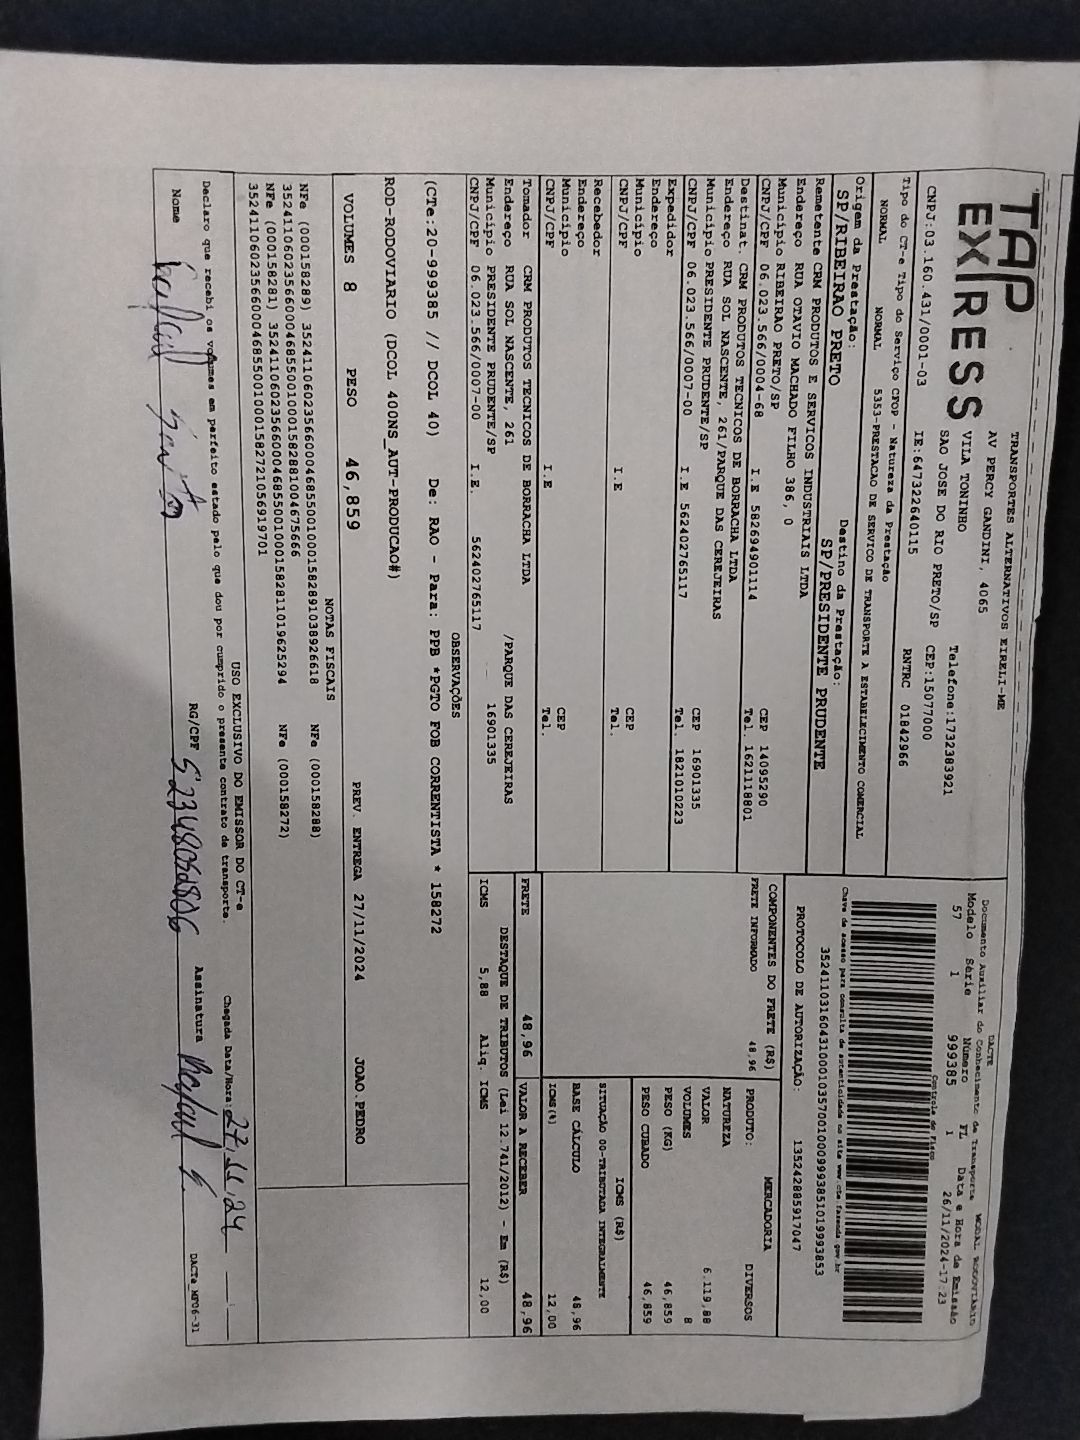 TAP EXPRESS
TRANSPORTES ALTERNATIVOS EIRELI-ME
AV PERCY GANDINI, 4065
VILA TONINHO Telefone:1732383921
SAO JOSE DO RIO PRETO/SP CEP:15077000
CNPJ:03.160.431/0001-03 IE:647322640115 RNTRC 01842966
Tipo do CT-e Tipo do Serviço CFOP - Natureza da Prestação
NORMAL NORMAL 5353-PRESTACAO DE SERVICO DE TRANSPORTE A ESTABELECIMENTO COMERCIAL
Origem da Prestação: Destino da Prestação:
SP/RIBEIRAO PRETO SP/PRESIDENTE PRUDENTE
DACTE MODAL RODOVIARIO
Documento Auxiliar do Conhecimento de Transporte
Modelo Série Número FL Data e Hora de Emissão
57 1 999385 1 26/11/2024-17:23
Controle do Fisco
Chave de acesso para consulta de autenticidade no site www.cte.fazenda.gov.br
35241103160431000103570010009993851019993853
PROTOCOLO DE AUTORIZAÇÃO: 135242885917047
Remetente CRM PRODUTOS E SERVICOS INDUSTRIAIS LTDA
Endereço RUA OTAVIO MACHADO FILHO 386, 0
Município RIBEIRAO PRETO/SP CEP 14095290
CNPJ/CPF 06.023.566/0004-68 I.E 582694901114 Tel. 1621118801
Destinat. CRM PRODUTOS TECNICOS DE BORRACHA LTDA
Endereço RUA SOL NASCENTE, 261/PARQUE DAS CEREJEIRAS
Município PRESIDENTE PRUDENTE/SP CEP 16901335
CNPJ/CPF 06.023.566/0007-00 I.E 562402765117 Tel. 1821010223
Expedidor
Endereço
Município CEP
CNPJ/CPF I.E Tel.
Recebedor
Endereço
Município CEP
CNPJ/CPF I.E Tel.
Tomador CRM PRODUTOS TECNICOS DE BORRACHA LTDA
Endereço RUA SOL NASCENTE, 261 /PARQUE DAS CEREJEIRAS
Município PRESIDENTE PRUDENTE/SP 16901335
CNPJ/CPF 06.023.566/0007-00 I.E. 562402765117
COMPONENTES DO FRETE (R$)
FRETE INFORMADO 48,96
MERCADORIA
PRODUTO: DIVERSOS
NATUREZA
VALOR 6.119,88
VOLUMES 8
PESO (KG) 46,859
PESO CUBADO 46,859
ICMS (R$)
SITUAÇÃO 00-TRIBUTADA INTEGRALMENTE
BASE CÁLCULO 48,96
ICMS(%) 12,00
FRETE 48,96 VALOR A RECEBER 48,96
DESTAQUE DE TRIBUTOS (Lei 12.741/2012) - Em (R$)
ICMS 5,88 Aliq. ICMS 12,00
OBSERVAÇÕES
(CTe:20-999385 // DCOL 40) De: RAO - Para: PPB *PGTO FOB CORRENTISTA * 158272
ROD-RODOVIARIO (DCOL 400NS_AUT-PRODUCAO#)
VOLUMES 8 PESO 46,859 PREV. ENTREGA 27/11/2024 JOAO.PEDRO
NOTAS FISCAIS
NFe (000158289) 35241106023566000468550010001582891038926618 NFe (000158288)
35241106023566000468550010001582881004675666
NFe (000158281) 35241106023566000468550010001582811019625294 NFe (000158272)
35241106023566000468550010001582721056919701
USO EXCLUSIVO DO EMISSOR DO CT-e
Declaro que recebi os volumes em perfeito estado pelo que dou por cumprido o presente contrato de transporte.
Chegada Data/Hora: 27.11.24
Nome RG/CPF Assinatura
DACTe_MP06-31